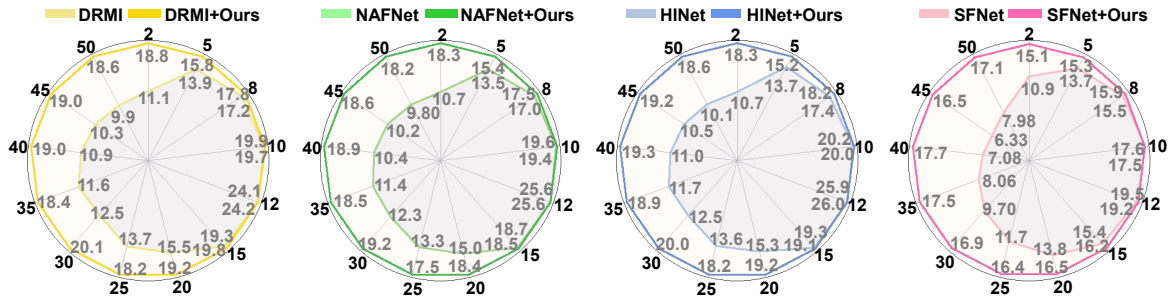 DRMI DRMI+Ours NAFNet NAFNet+Ours HINet HINet+Ours SFNet SFNet+Ours
2 2 2 2
50 5 50 5 50 5 50 5
18.8 18.3 18.3 15.1
18.6 15.8 18.2 15.4 18.6 15.2 17.1 15.3
13.9 13.5 13.7 13.7
45 19.0 11.1 17.8 8 45 18.6 10.7 17.5 8 45 19.2 10.7 18.2 8 45 16.5 10.9 15.9 8
9.9 17.2 9.80 17.0 10.1 17.4 7.98 15.5
10.3 10.2 10.5 6.33
40 19.0 10.9 19.9 10 40 18.9 10.4 19.6 10 40 19.3 11.0 20.2 10 40 17.7 7.08 17.6 10
19.7 19.4 20.0 17.5
11.6 24.1 11.4 25.6 11.7 25.9 8.06 19.5
35 18.4 24.2 12 35 18.5 25.6 12 35 18.9 26.0 12 35 17.5 19.2 12
12.5 12.3 12.5 9.70
13.7 15.5 19.3 13.3 15.0 18.7 13.6 15.3 19.3 11.7 13.8 15.4
30 20.1 19.8 15 30 19.2 18.5 15 30 20.0 19.1 15 30 16.9 16.2 15
18.2 19.2 17.5 18.4 18.2 19.2 16.4 16.5
25 20 25 20 25 20 25 20